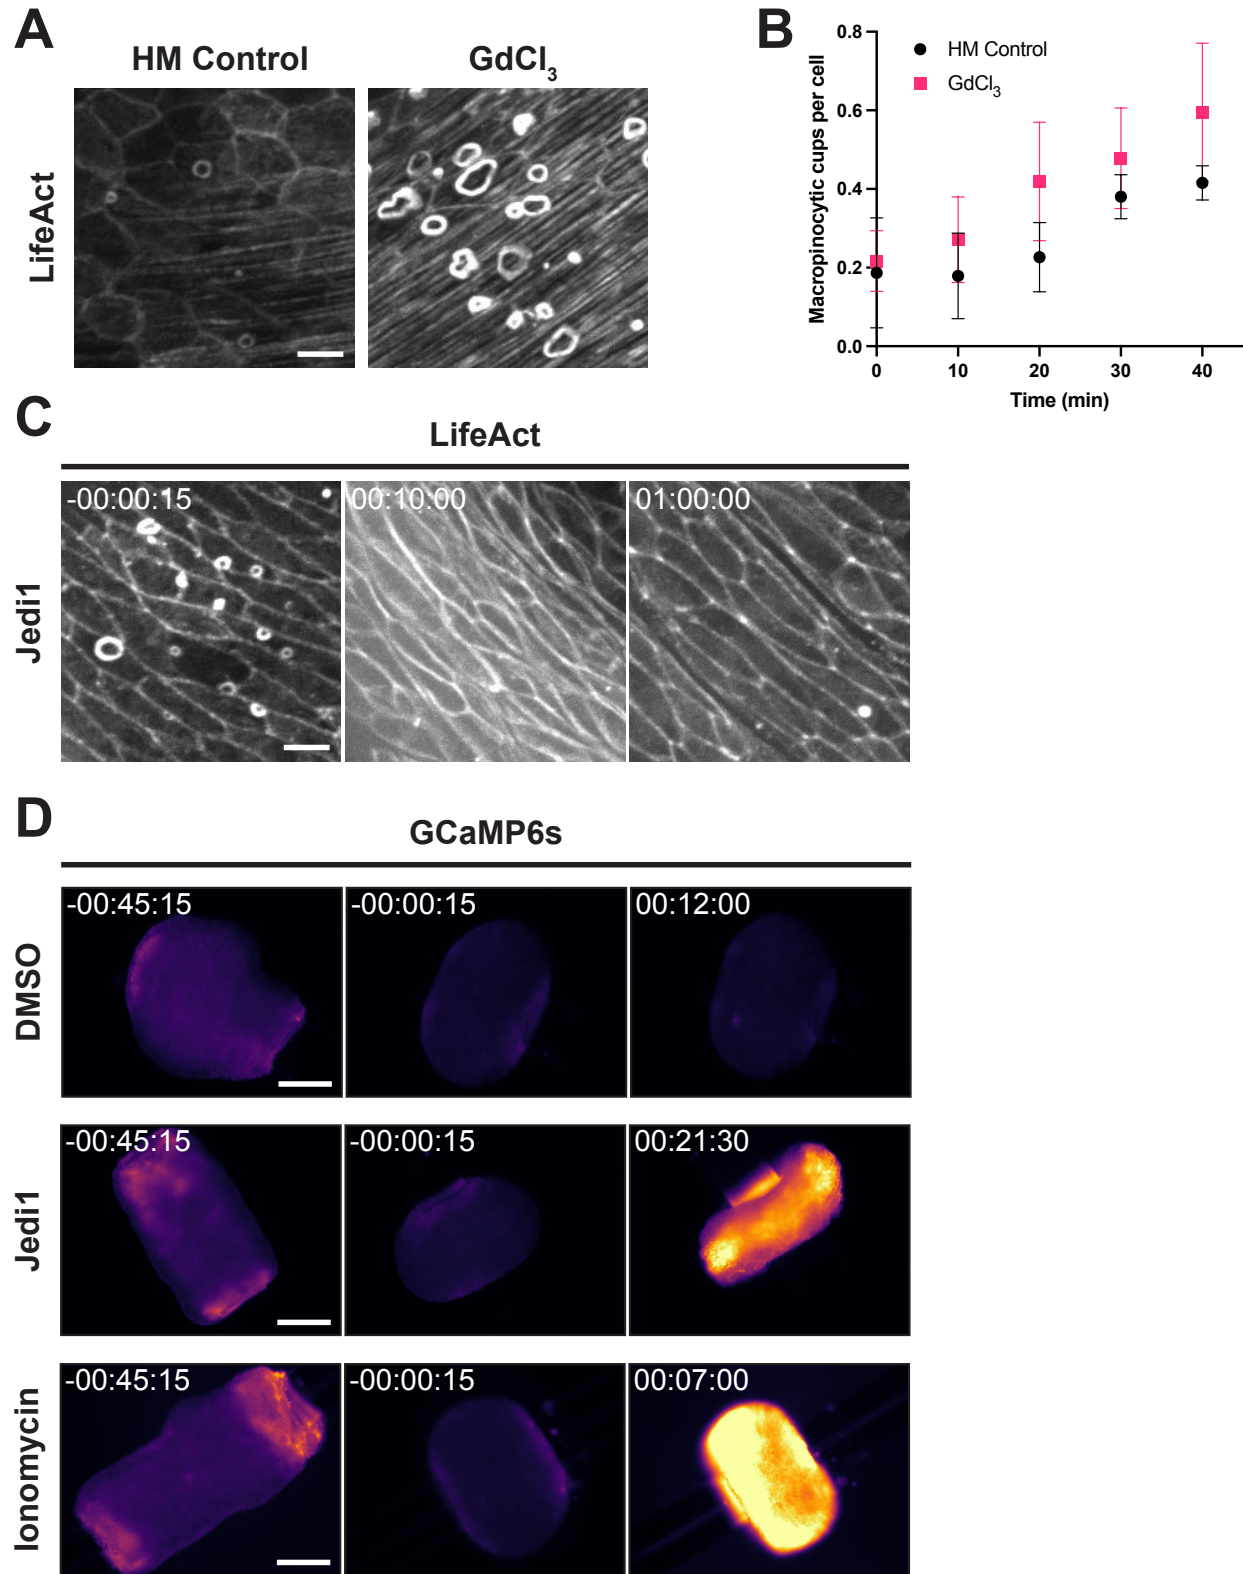 A
HM Control
GdCl3
LifeAct
B
0.8
0.6
0.4
0.2
0.0
Macropinocytic cups per cell
HM Control
GdCl3
0 10 20 30 40
Time (min)
C
LifeAct
Jedi1
-00:00:15
00:10:00
01:00:00
D
GCaMP6s
DMSO
-00:45:15
-00:00:15
00:12:00
Jedi1
-00:45:15
-00:00:15
00:21:30
Ionomycin
-00:45:15
-00:00:15
00:07:00